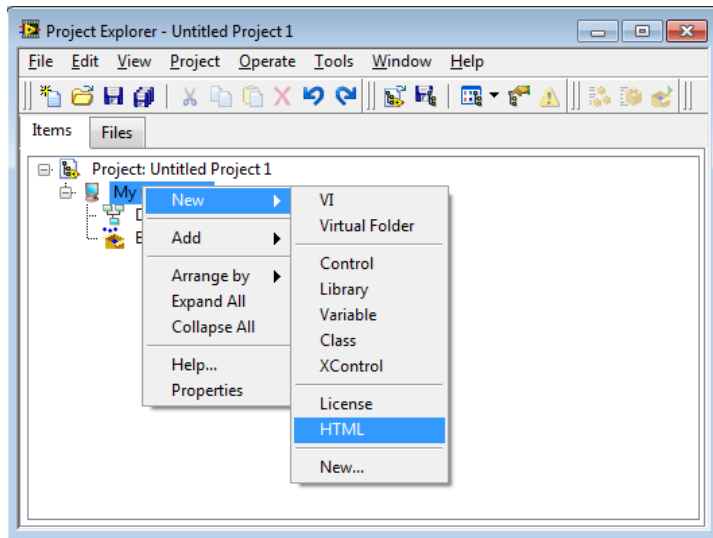 Project Explorer - Untitled Project 1
File Edit View Project Operate Tools Window Help
Items Files
Project: Untitled Project 1
My
New
Add
Arrange by
Expand All
Collapse All
Help...
Properties
VI
Virtual Folder
Control
Library
Variable
Class
XControl
License
HTML
New...